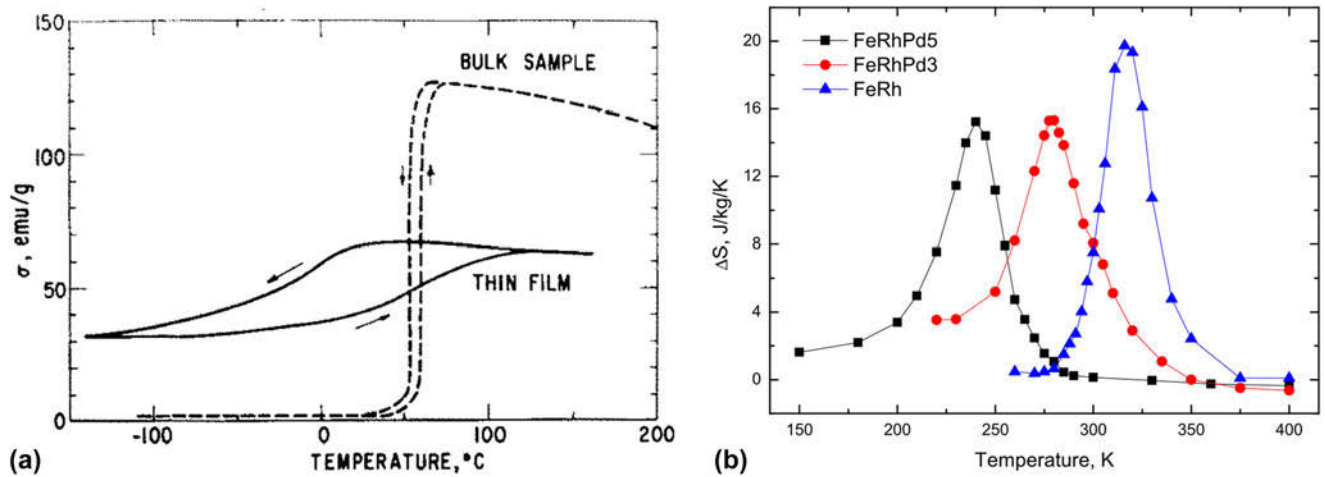 150
100
50
0
σ, emu/g
BULK SAMPLE
THIN FILM
-100
0
100
200
TEMPERATURE, °C
(a)
20
16
12
8
4
0
ΔS, J/kg/K
FeRhPd5
FeRhPd3
FeRh
150
200
250
300
350
400
Temperature, K
(b)